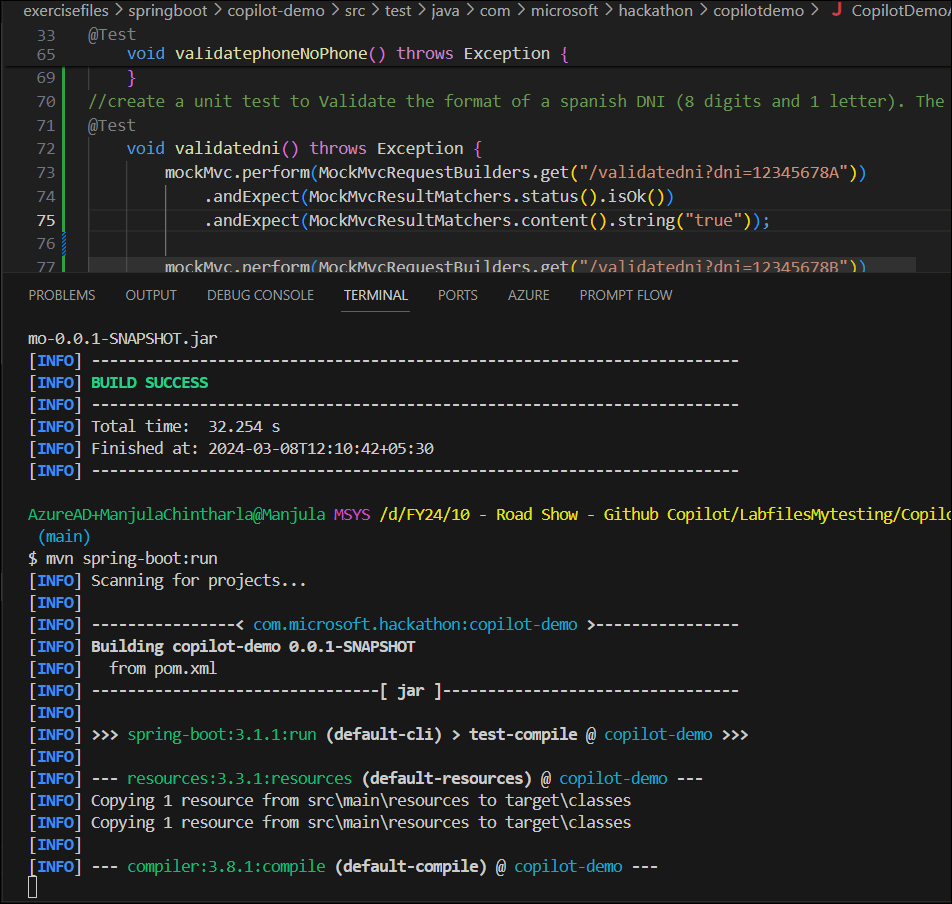 exercisefiles > springboot > copilot-demo > src > test > java > com > microsoft > hackathon > copilotdemo > J CopilotDemo
33 @Test
65 void validatephoneNoPhone() throws Exception {
69 }
70 //create a unit test to Validate the format of a spanish DNI (8 digits and 1 letter). The
71 @Test
72 void validatedni() throws Exception {
73 mockMvc.perform(MockMvcRequestBuilders.get("/validatedni?dni=12345678A"))
74 .andExpect(MockMvcResultMatchers.status().isOk())
75 .andExpect(MockMvcResultMatchers.content().string("true"));
76
77 mockMvc.perform(MockMvcRequestBuilders.get("/validatedni?dni=12345678B"))
PROBLEMS OUTPUT DEBUG CONSOLE TERMINAL PORTS AZURE PROMPT FLOW
mo-0.0.1-SNAPSHOT.jar
[INFO] ------------------------------------------------------------------------
[INFO] BUILD SUCCESS
[INFO] ------------------------------------------------------------------------
[INFO] Total time:  32.254 s
[INFO] Finished at: 2024-03-08T12:10:42+05:30
[INFO] ------------------------------------------------------------------------
AzureAD+ManjulaChintharla@Manjula MSYS /d/FY24/10 - Road Show - Github Copilot/LabfilesMytesting/Copilo
(main)
$ mvn spring-boot:run
[INFO] Scanning for projects...
[INFO]
[INFO] ----------------< com.microsoft.hackathon:copilot-demo >----------------
[INFO] Building copilot-demo 0.0.1-SNAPSHOT
[INFO]   from pom.xml
[INFO] --------------------------------[ jar ]---------------------------------
[INFO]
[INFO] >>> spring-boot:3.1.1:run (default-cli) > test-compile @ copilot-demo >>>
[INFO]
[INFO] --- resources:3.3.1:resources (default-resources) @ copilot-demo ---
[INFO] Copying 1 resource from src\main\resources to target\classes
[INFO] Copying 1 resource from src\main\resources to target\classes
[INFO]
[INFO] --- compiler:3.8.1:compile (default-compile) @ copilot-demo ---